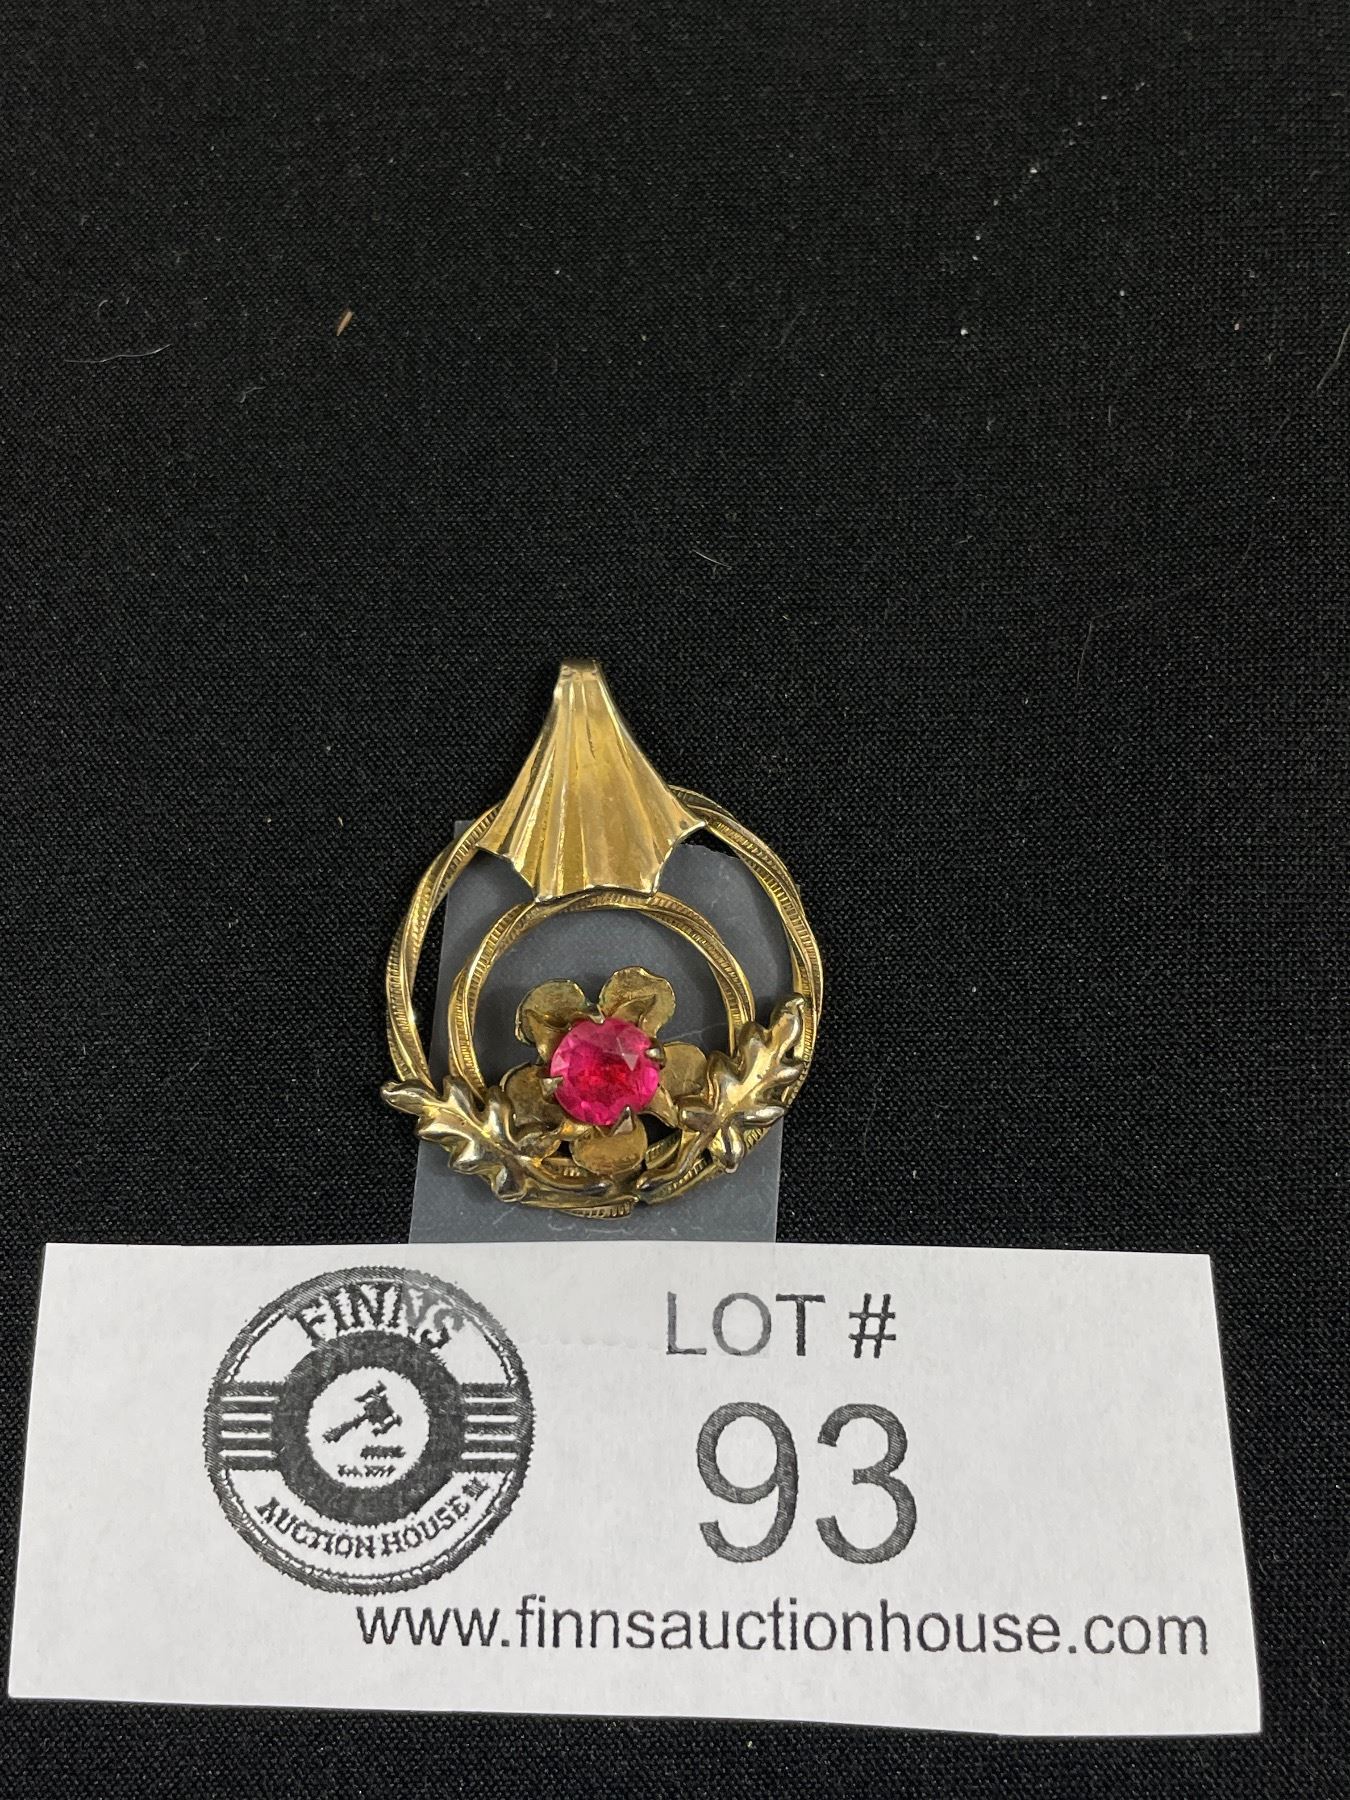 FINNS
AUCTION HOUSE
LOT #
93
www.finnsauctionhouse.com